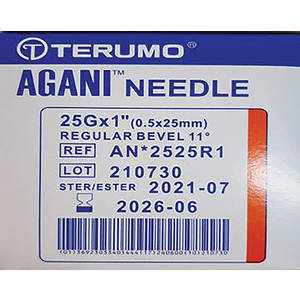 TERUMO
AGANI™ NEEDLE
25Gx1"(0.5x25mm)
REGULAR BEVEL 11°
REF AN*2525R1
LOT 210730
STER/ESTER 2021-07
2026-06